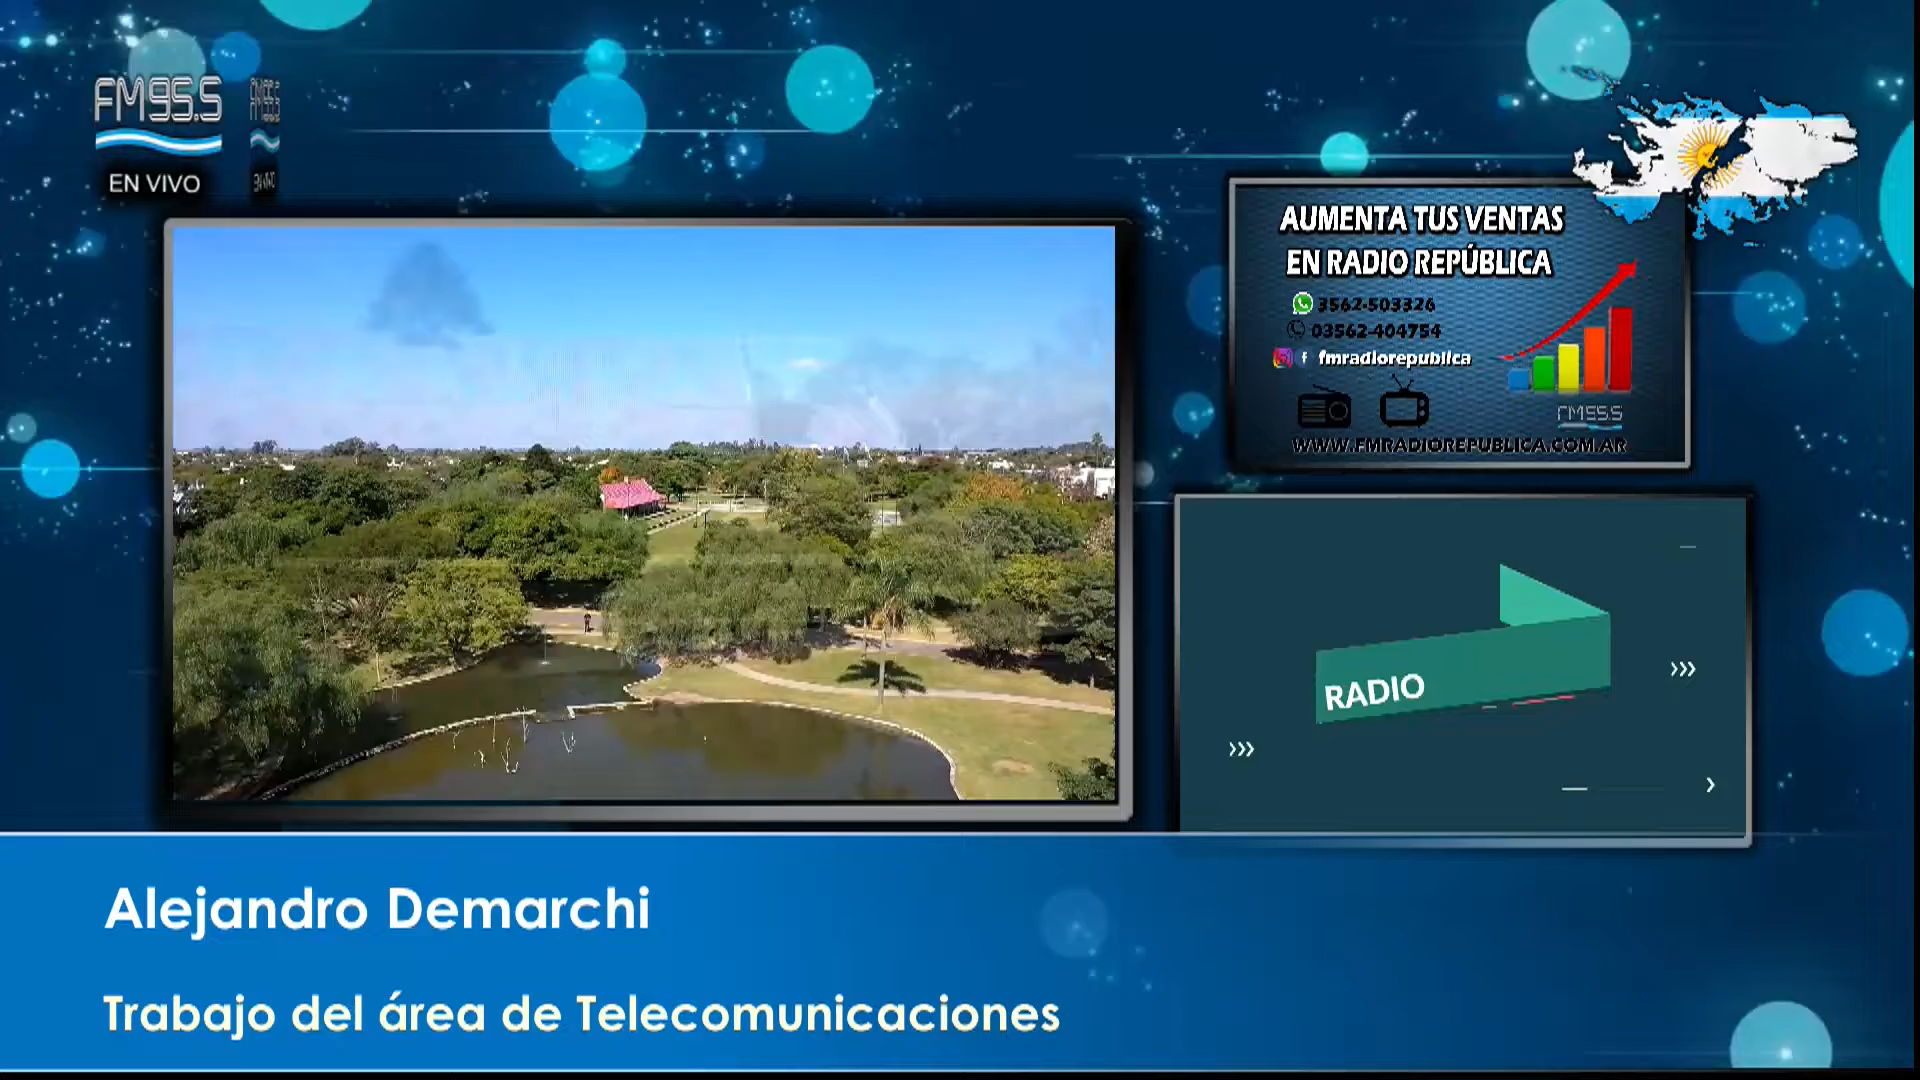 FM95.5
EN VIVO
AUMENTA TUS VENTAS
EN RADIO REPÚBLICA
3562-503326
03562-404754
fmradiorepublica
FM95.5
WWW.FMRADIOREPUBLICA.COM.AR
RADIO
Alejandro Demarchi
Trabajo del área de Telecomunicaciones